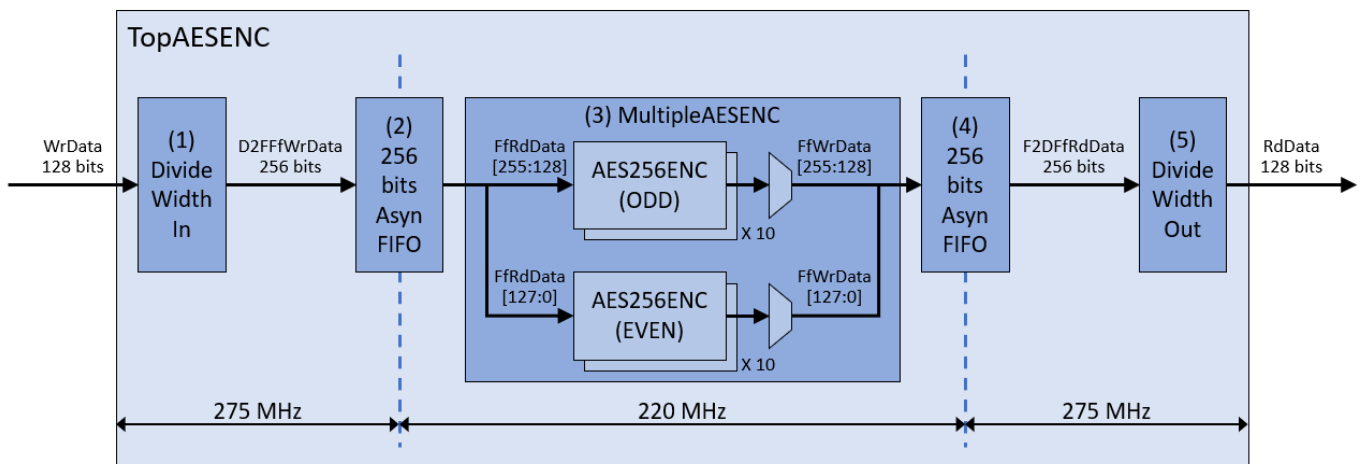 TopAESENC
WrData
128 bits
(1)
Divide
Width
In
D2FFfWrData
256 bits
(2)
256
bits
Asyn
FIFO
(3) MultipleAESENC
FfRdData
[255:128]
AES256ENC
(ODD)
X 10
FfWrData
[255:128]
FfRdData
[127:0]
AES256ENC
(EVEN)
X 10
FfWrData
[127:0]
(4)
256
bits
Asyn
FIFO
F2DFfRdData
256 bits
(5)
Divide
Width
Out
RdData
128 bits
275 MHz
220 MHz
275 MHz